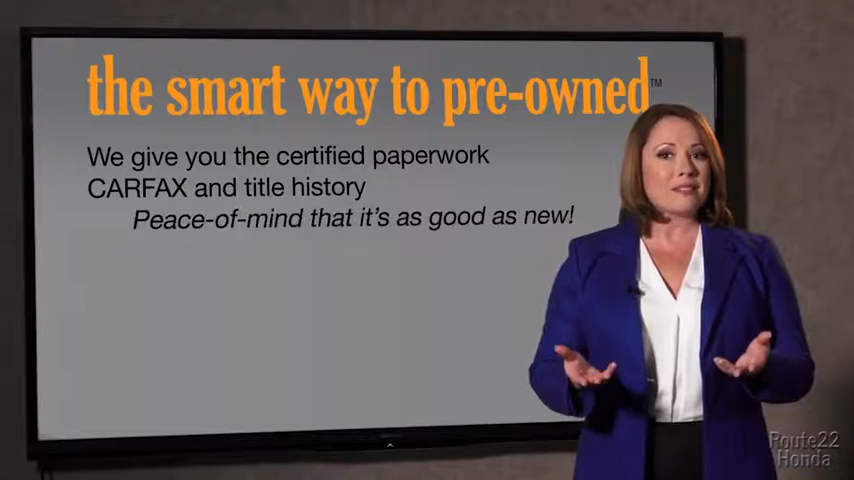 the smart way to pre-owned™
We give you the certified paperwork
CARFAX and title history
Peace-of-mind that it's as good as new!
Route22
Honda